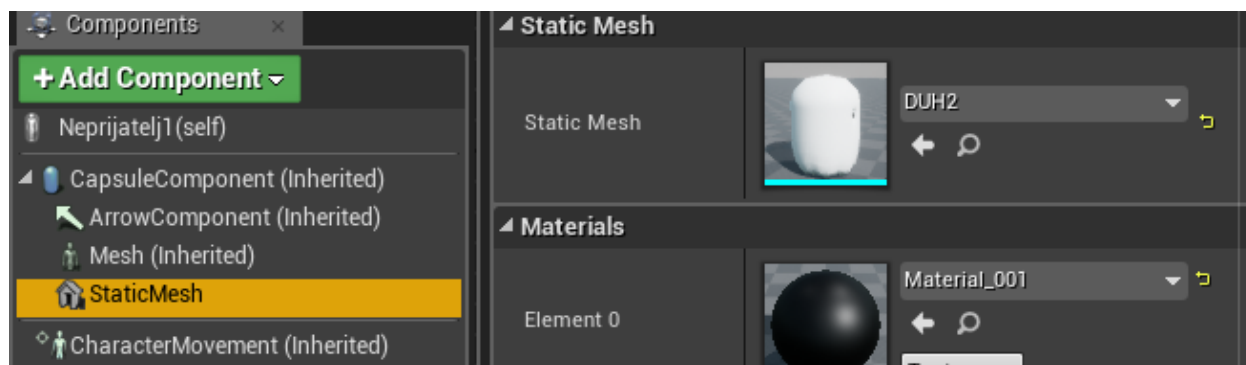 Components
+ Add Component
Neprijatelj1(self)
CapsuleComponent (Inherited)
ArrowComponent (Inherited)
Mesh (Inherited)
StaticMesh
CharacterMovement (Inherited)
Static Mesh
Static Mesh
DUH2
Materials
Element 0
Material_001